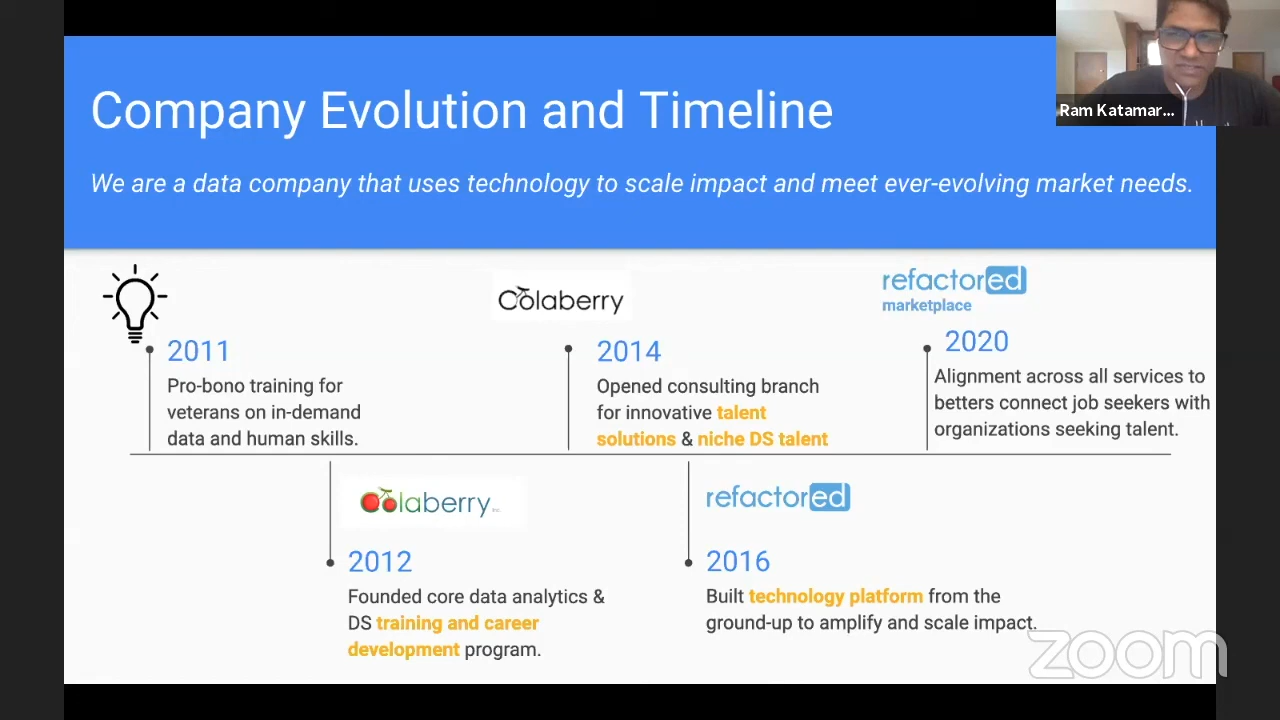 Company Evolution and Timeline
Ram Katamar...
We are a data company that uses technology to scale impact and meet ever-evolving market needs.
Colaberry
refactored
marketplace
2011
Pro-bono training for
veterans on in-demand
data and human skills.
2014
Opened consulting branch
for innovative talent
solutions & niche DS talent
2020
Alignment across all services to
betters connect job seekers with
organizations seeking talent.
Colaberry Inc
refactored
2012
Founded core data analytics &
DS training and career
development program.
2016
Built technology platform from the
ground-up to amplify and scale impact.
zoom